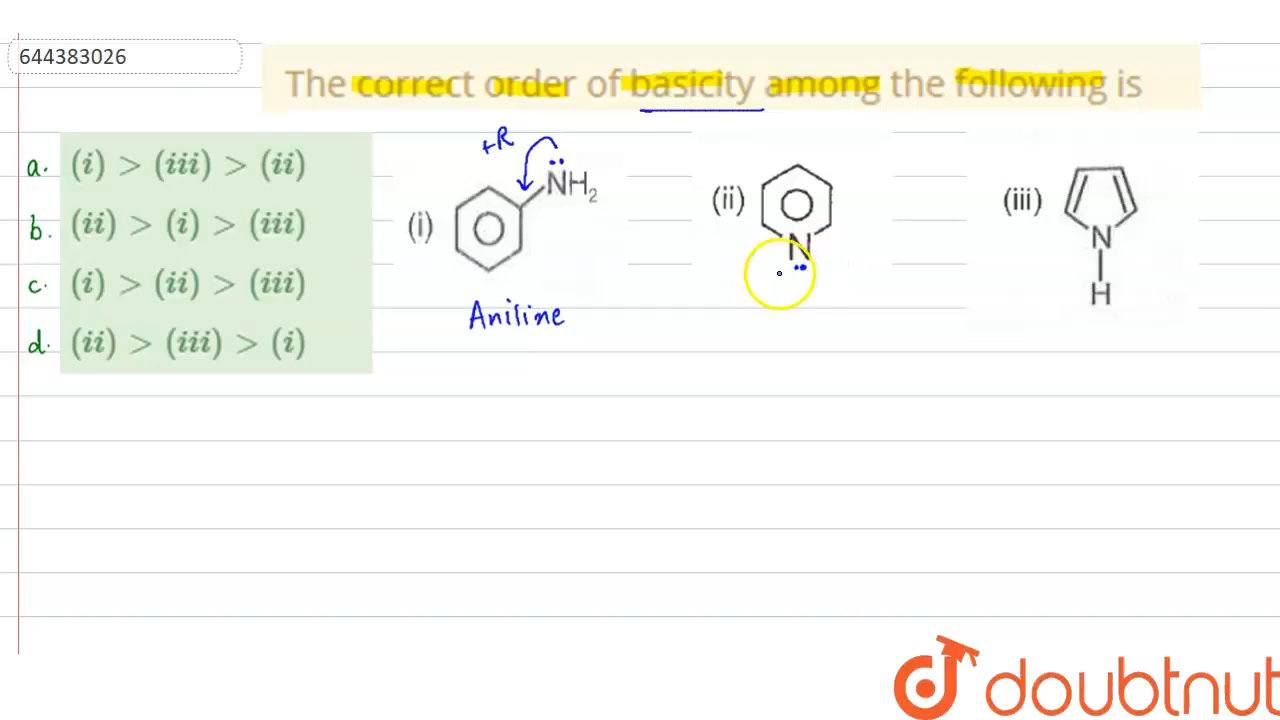 644383026
The correct order of basicity among the following is
a. (i) > (iii) > (ii)
b. (ii) > (i) > (iii)
c. (i) > (ii) > (iii)
d. (ii) > (iii) > (i)
+R
(i)
NH2
Aniline
(ii)
N
(iii)
N
H
doubtnut